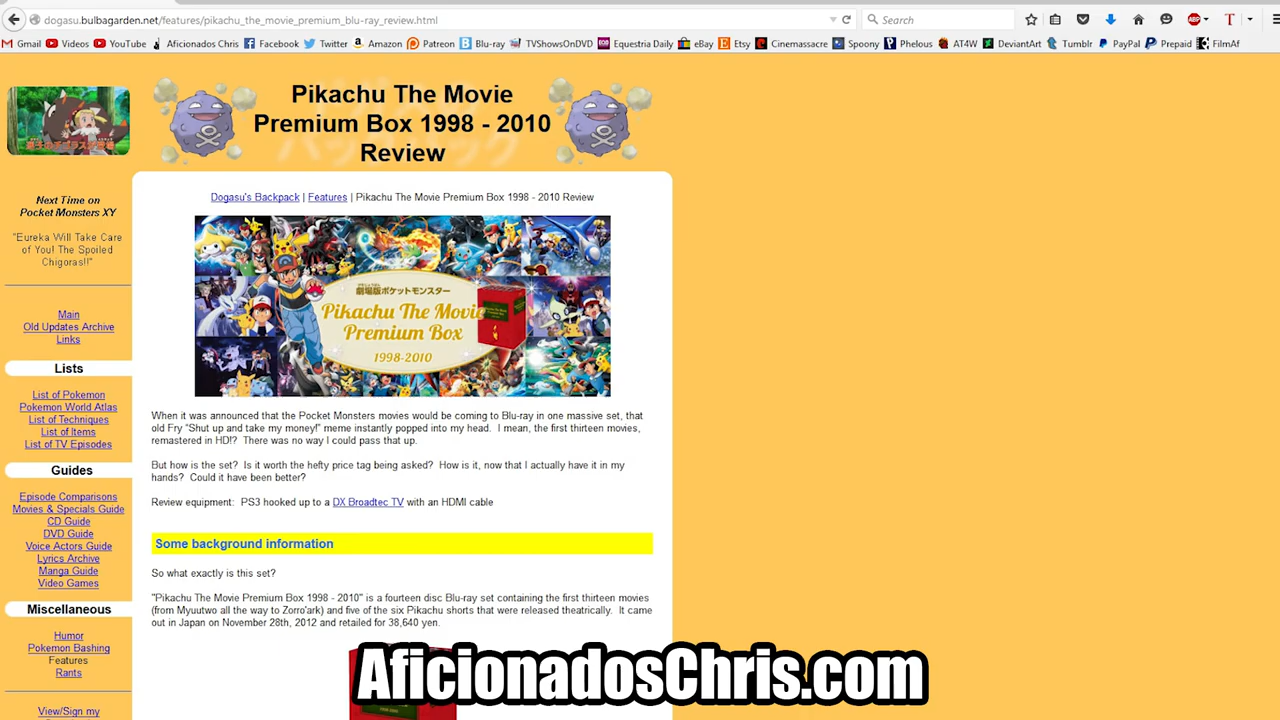 dogasu.bulbagarden.net/features/pikachu_the_movie_premium_blu-ray_review.html
Search
Gmail Videos YouTube Aficionados Chris Facebook Twitter Amazon Patreon Blu-ray TVShowsOnDVD Equestria Daily eBay Etsy Cinemassacre Spoony Phelous AT4W DeviantArt Tumblr PayPal Prepaid FilmAf
Pikachu The Movie
Premium Box 1998 - 2010
Review
Next Time on
Pocket Monsters XY
"Eureka Will Take Care
of You! The Spoiled
Chigoras!!"
Main
Old Updates Archive
Links
Lists
List of Pokemon
Pokemon World Atlas
List of Techniques
List of Items
List of TV Episodes
Guides
Episode Comparisons
Movies & Specials Guide
CD Guide
DVD Guide
Voice Actors Guide
Lyrics Archive
Manga Guide
Video Games
Miscellaneous
Humor
Pokemon Bashing
Features
Rants
View/Sign my
Dogasu's Backpack | Features | Pikachu The Movie Premium Box 1998 - 2010 Review
劇場版ポケットモンスター
Pikachu The Movie
Premium Box
1998-2010
When it was announced that the Pocket Monsters movies would be coming to Blu-ray in one massive set, that
old Fry "Shut up and take my money!" meme instantly popped into my head. I mean, the first thirteen movies,
remastered in HD!? There was no way I could pass that up.
But how is the set? Is it worth the hefty price tag being asked? How is it, now that I actually have it in my
hands? Could it have been better?
Review equipment: PS3 hooked up to a DX Broadtec TV with an HDMI cable
Some background information
So what exactly is this set?
"Pikachu The Movie Premium Box 1998 - 2010" is a fourteen disc Blu-ray set containing the first thirteen movies
(from Myuutwo all the way to Zorro'ark) and five of the six Pikachu shorts that were released theatrically. It came
out in Japan on November 28th, 2012 and retailed for 38,640 yen.
AficionadosChris.com